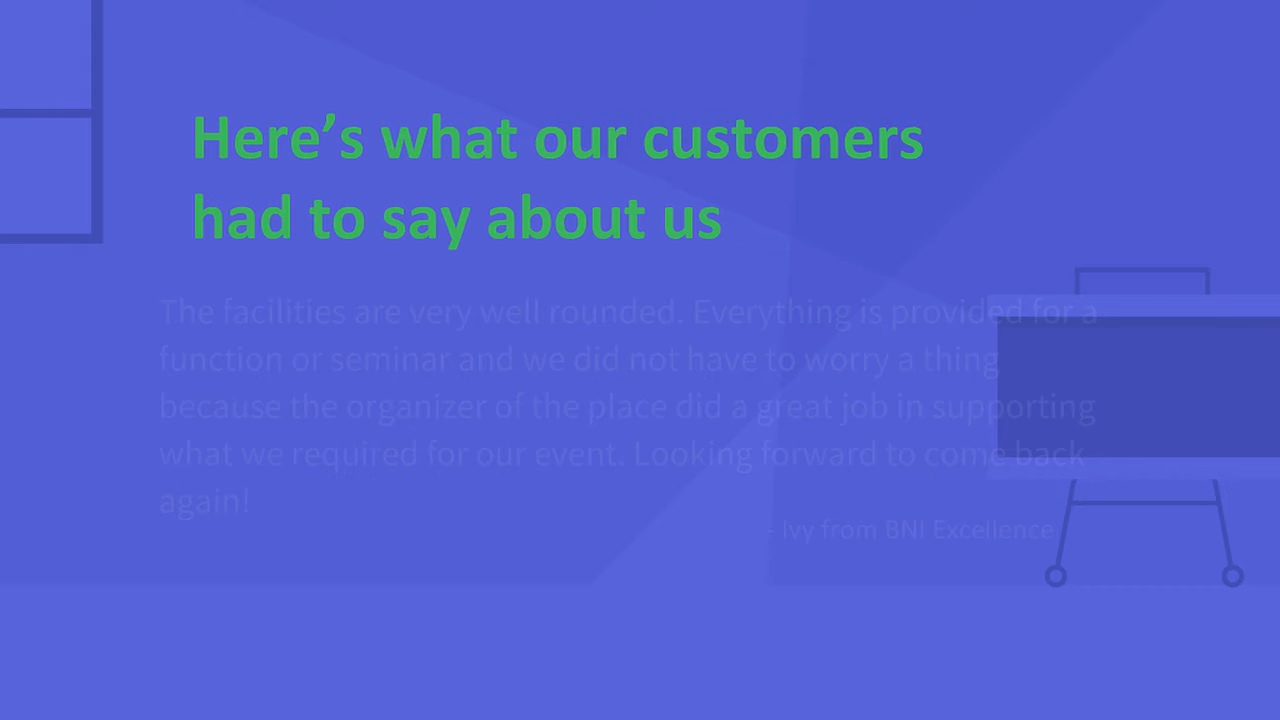 Here’s what our customers
had to say about us
The facilities are very well rounded. Everything is provided for a
function or seminar and we did not have to worry a thing
because the organizer of the place did a great job in supporting
what we required for our event. Looking forward to come back
again!
- Ivy from BNI Excellence